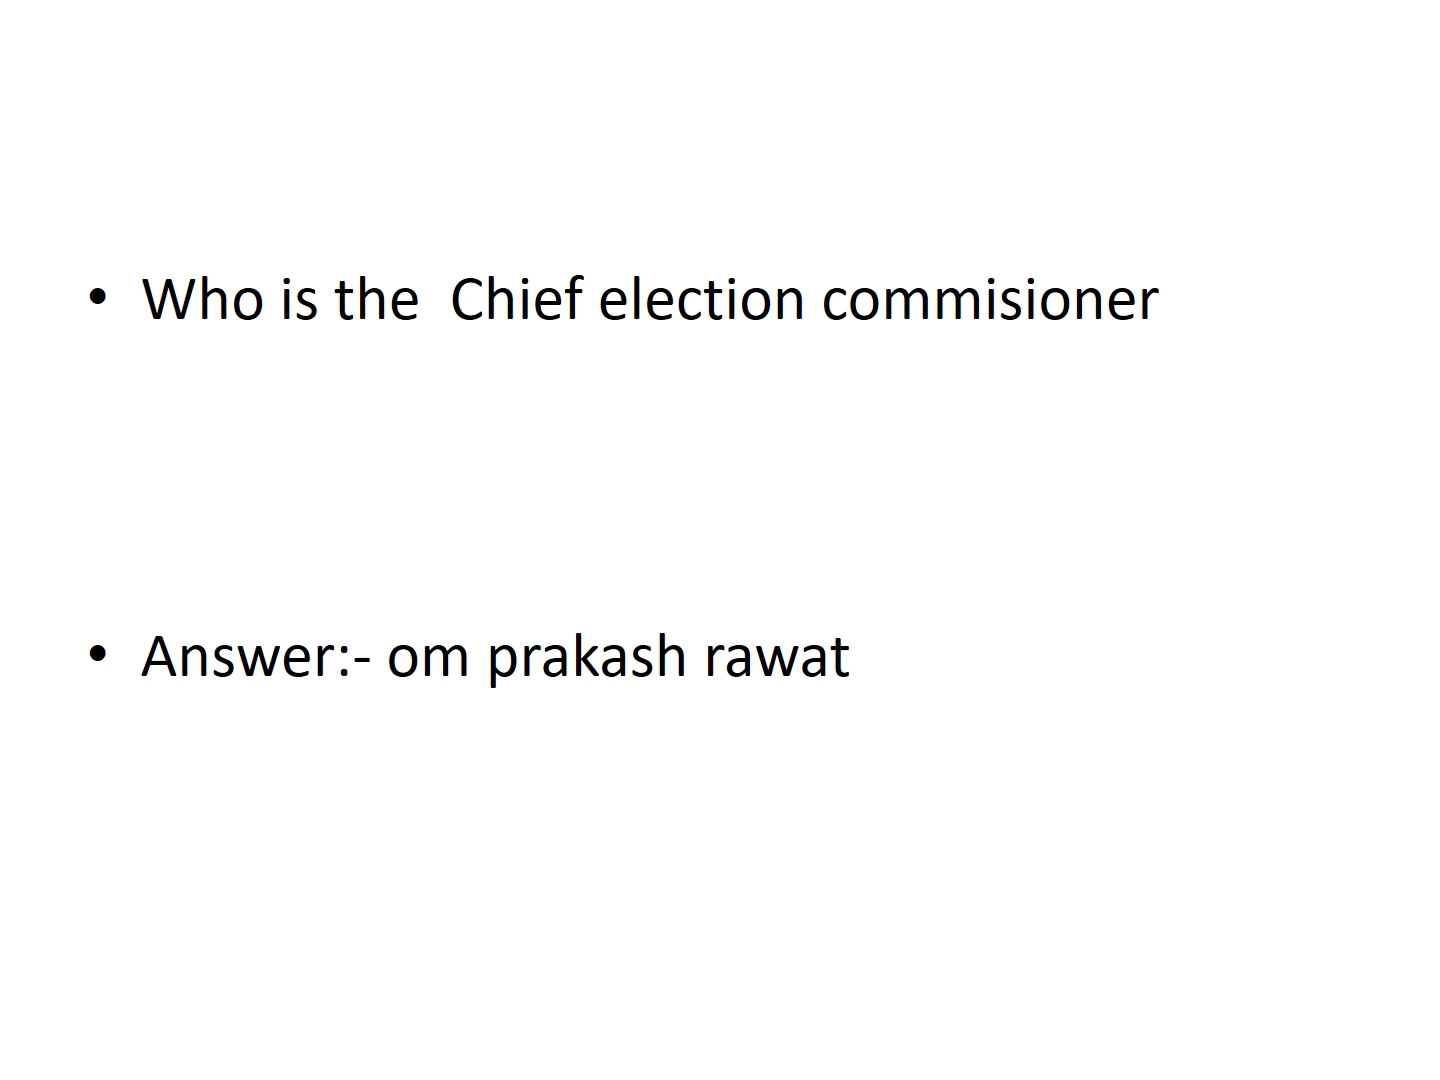 • Who is the  Chief election commisioner
• Answer:- om prakash rawat